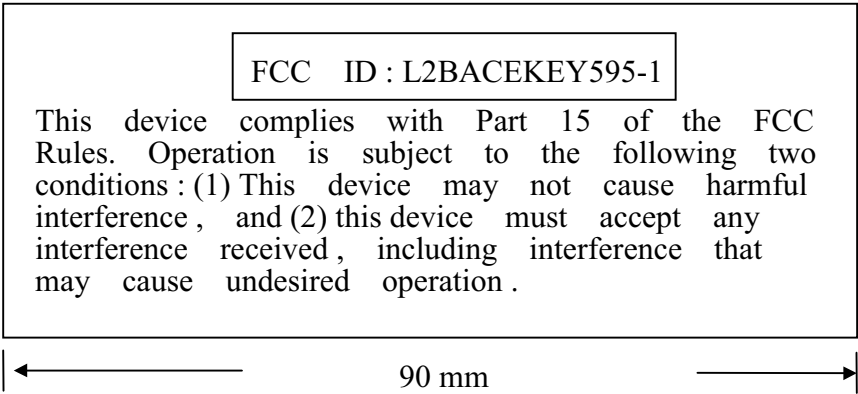 FCC ID : L2BACEKEY595-1
This device complies with Part 15 of the FCC
Rules. Operation is subject to the following two
conditions : (1) This device may not cause harmful
interference , and (2) this device must accept any
interference received , including interference that
may cause undesired operation .
90 mm